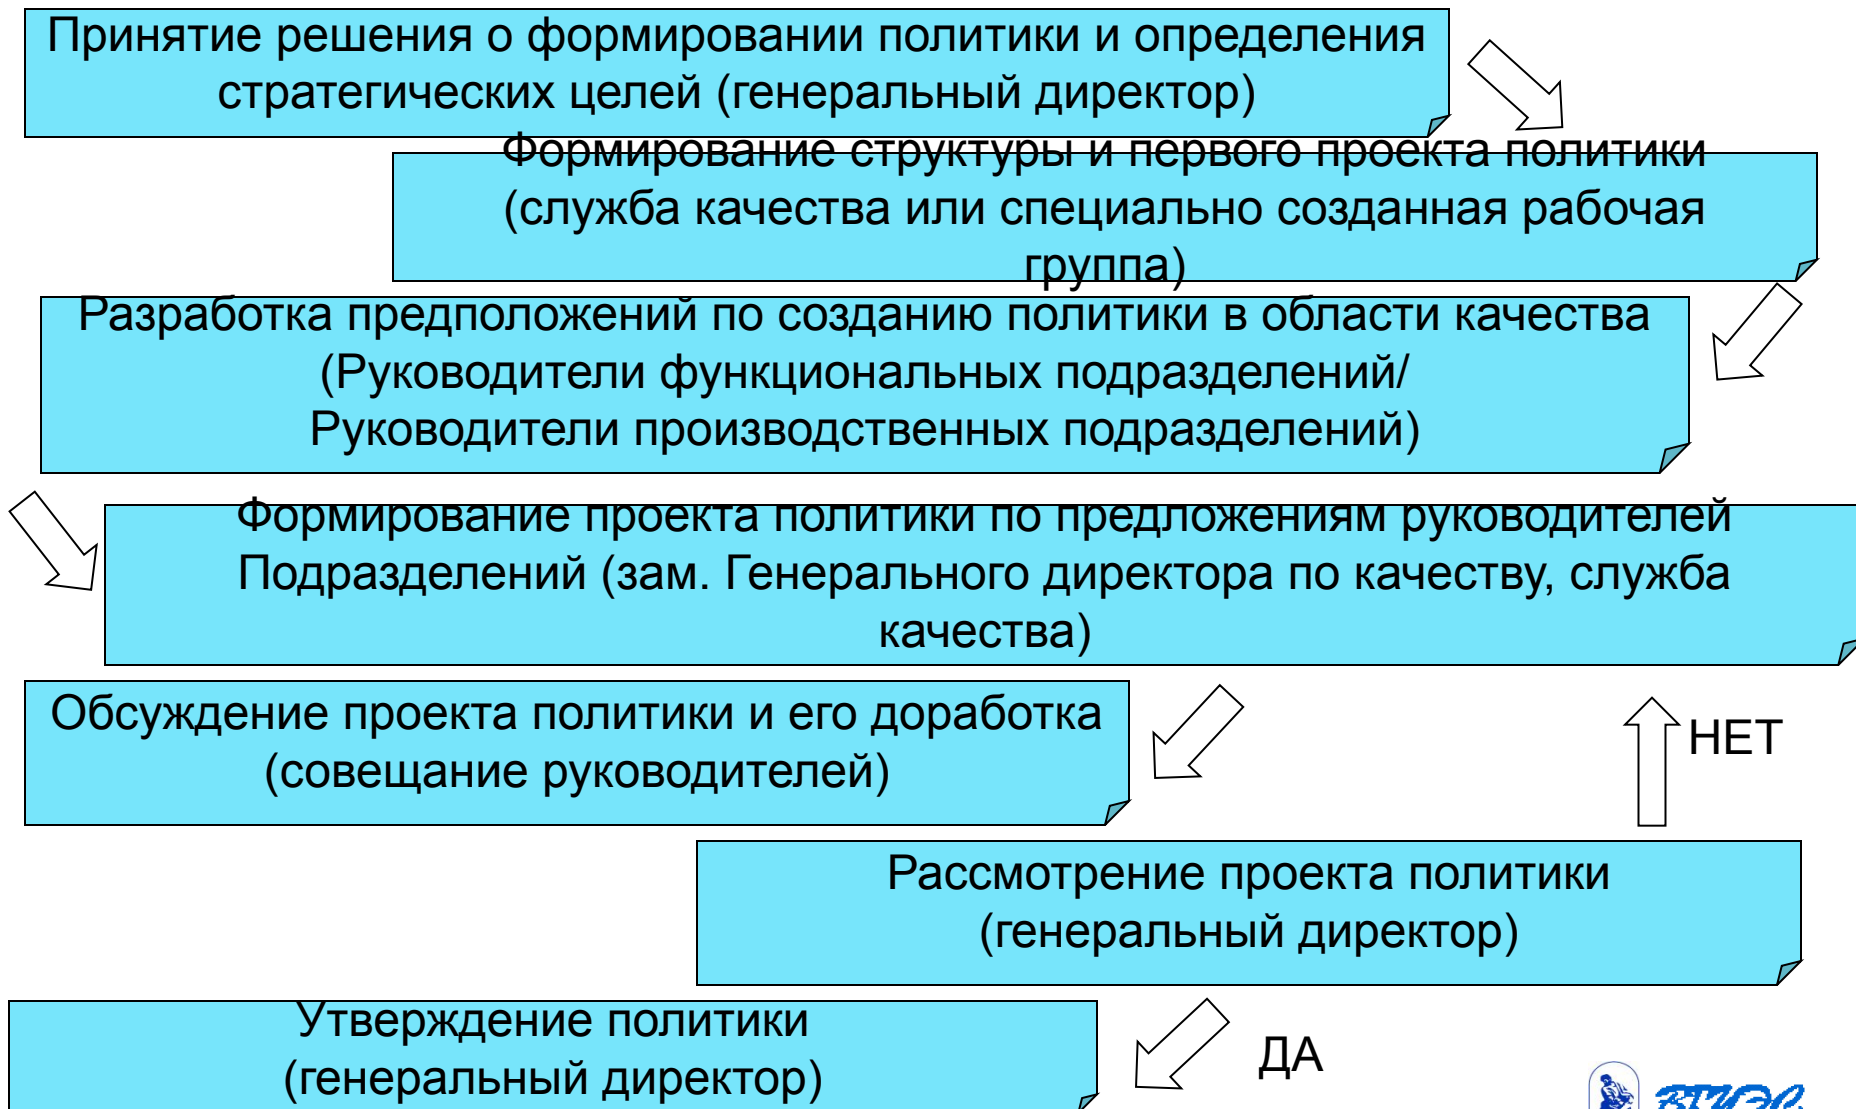 Принятие решения о формировании политики и определения
стратегических целей (генеральный директор)
Формирование структуры и первого проекта политики
(служба качества или специально созданная рабочая
группа)
Разработка предположений по созданию политики в области качества
(Руководители функциональных подразделений/
Руководители производственных подразделений)
Формирование проекта политики по предложениям руководителей
Подразделений (зам. Генерального директора по качеству, служба
качества)
Обсуждение проекта политики и его доработка
(совещание руководителей)
НЕТ
Рассмотрение проекта политики
(генеральный директор)
Утверждение политики
(генеральный директор)
ДА
ВГУЭС